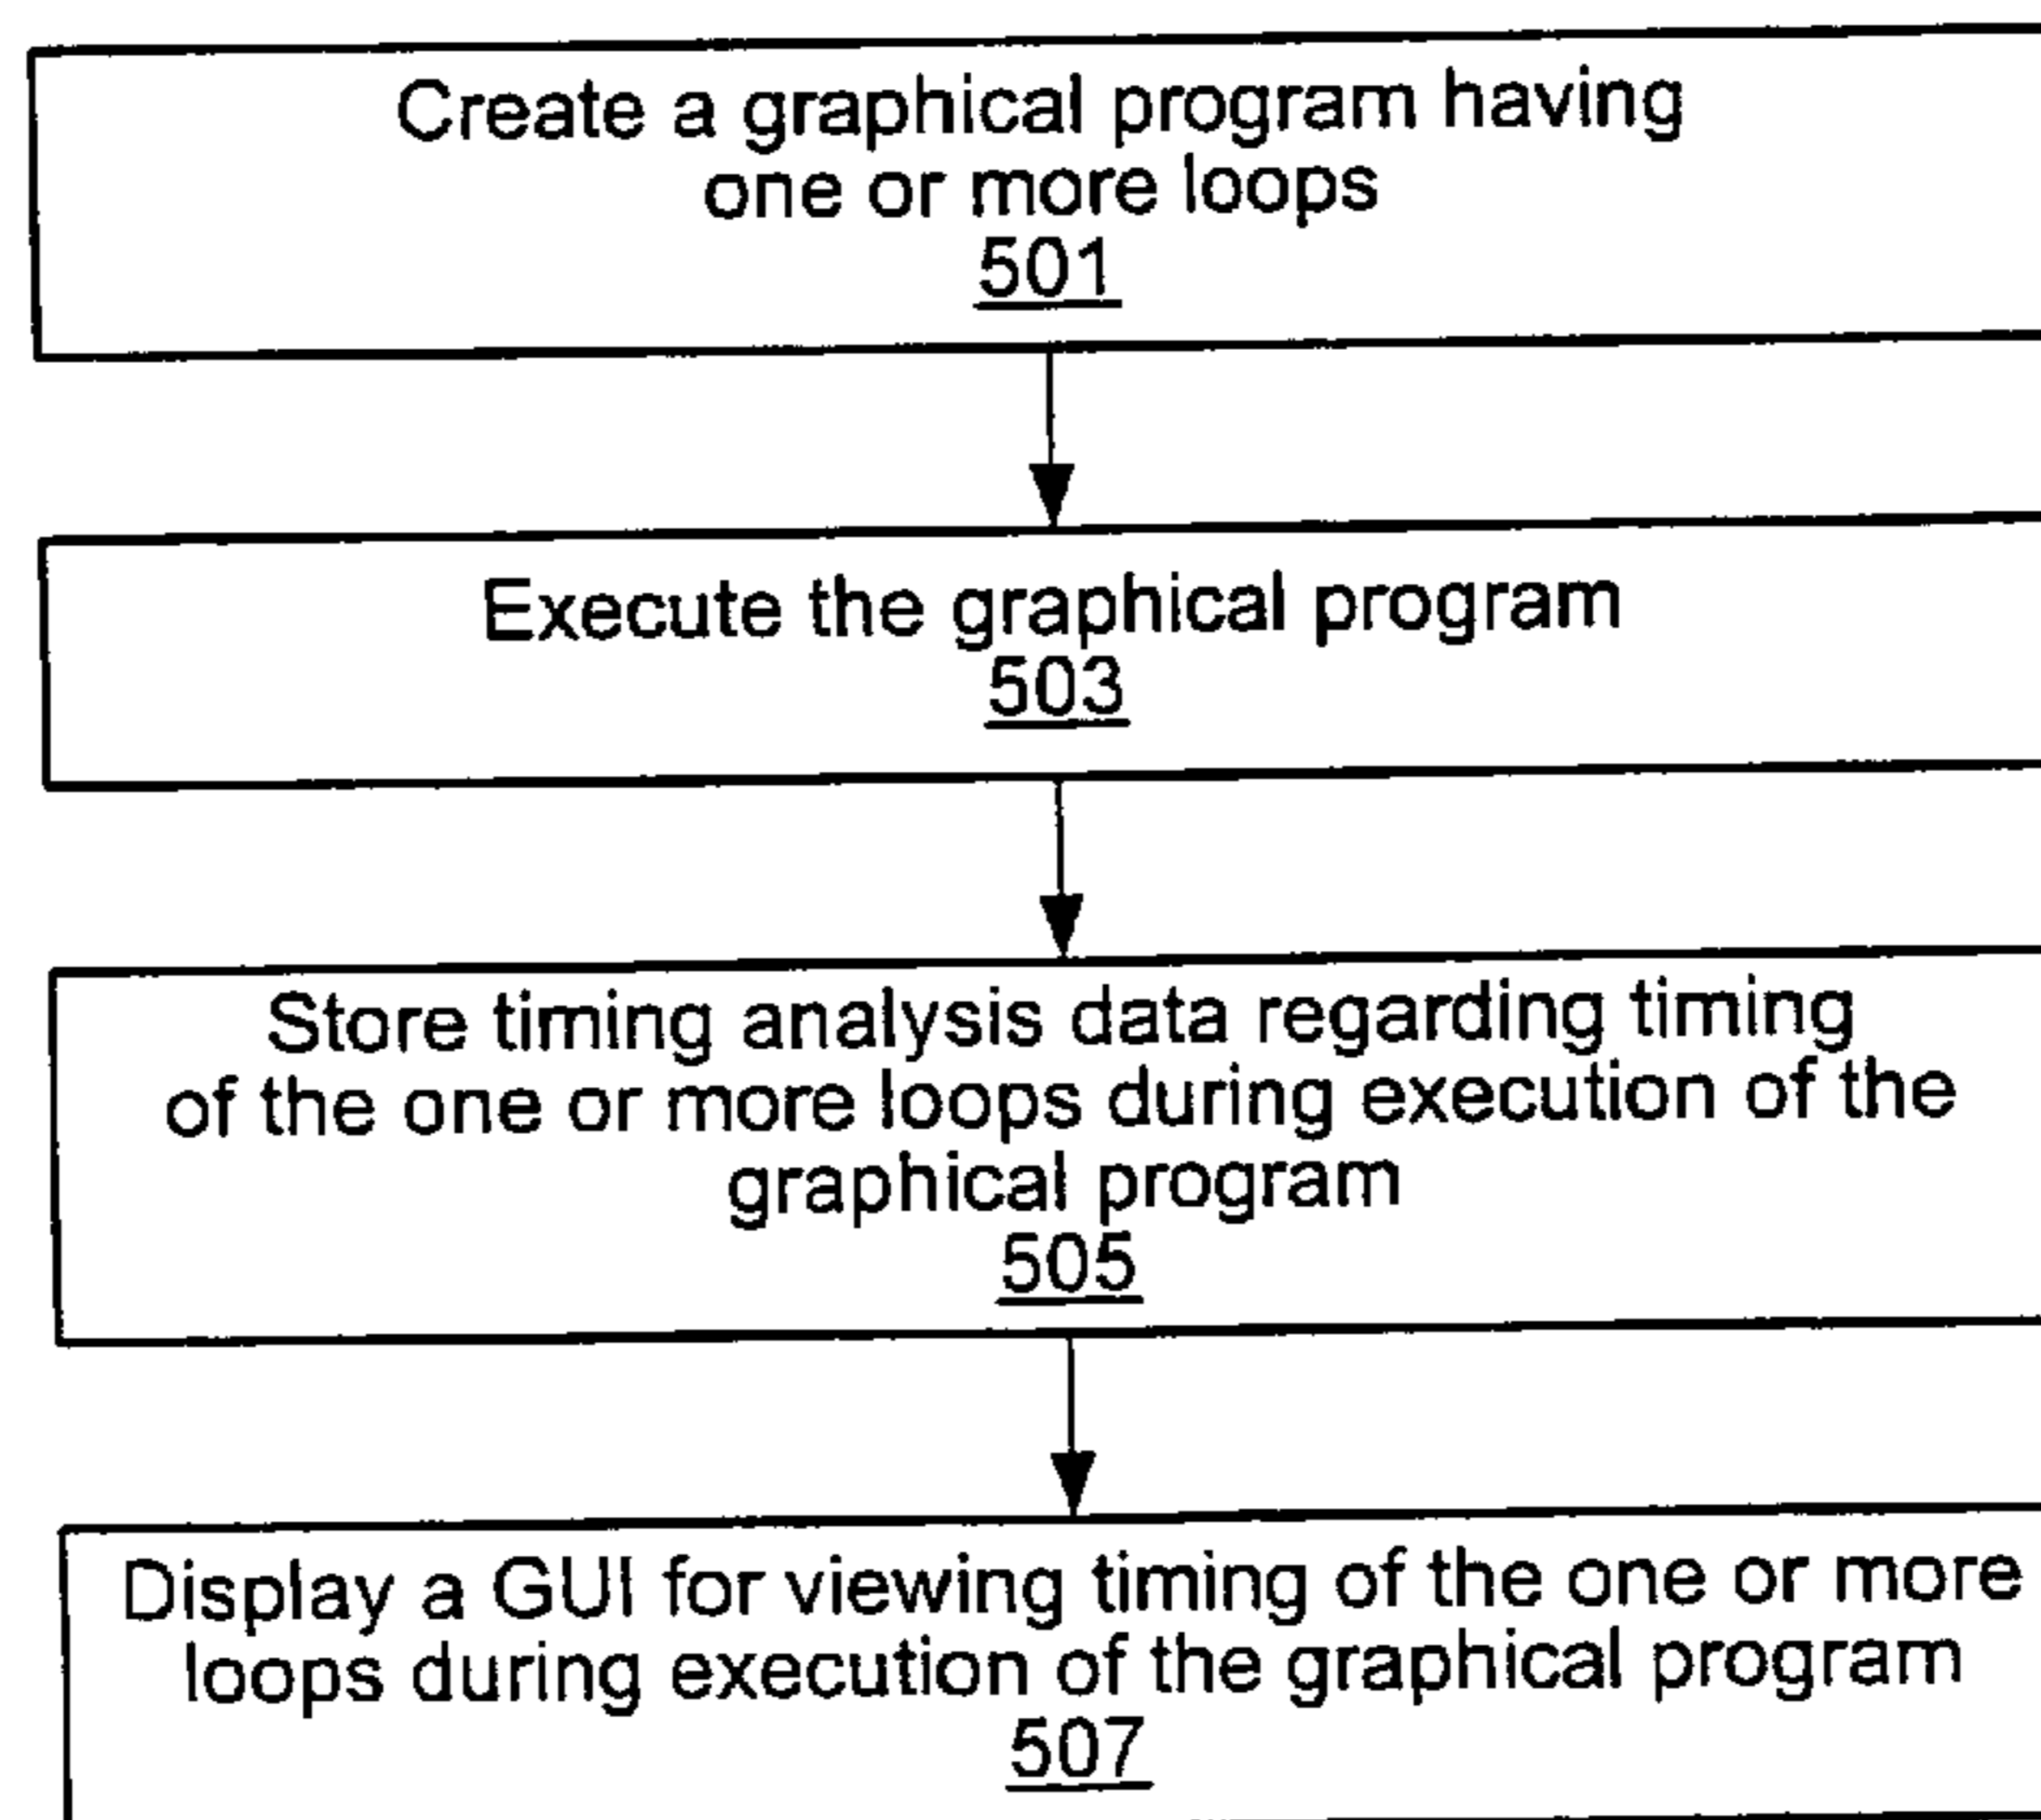 Create a graphical program having
one or more loops
501
Execute the graphical program
503
Store timing analysis data regarding timing
of the one or more loops during execution of the
graphical program
505
Display a GUI for viewing timing of the one or more
loops during execution of the graphical program
507